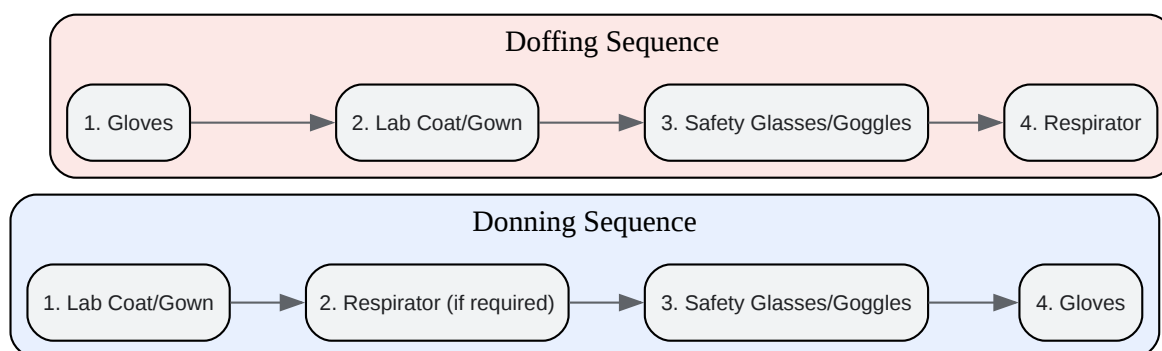 Doffing Sequence
1. Gloves
2. Lab Coat/Gown
3. Safety Glasses/Goggles
4. Respirator
Donning Sequence
1. Lab Coat/Gown
2. Respirator (if required)
3. Safety Glasses/Goggles
4. Gloves